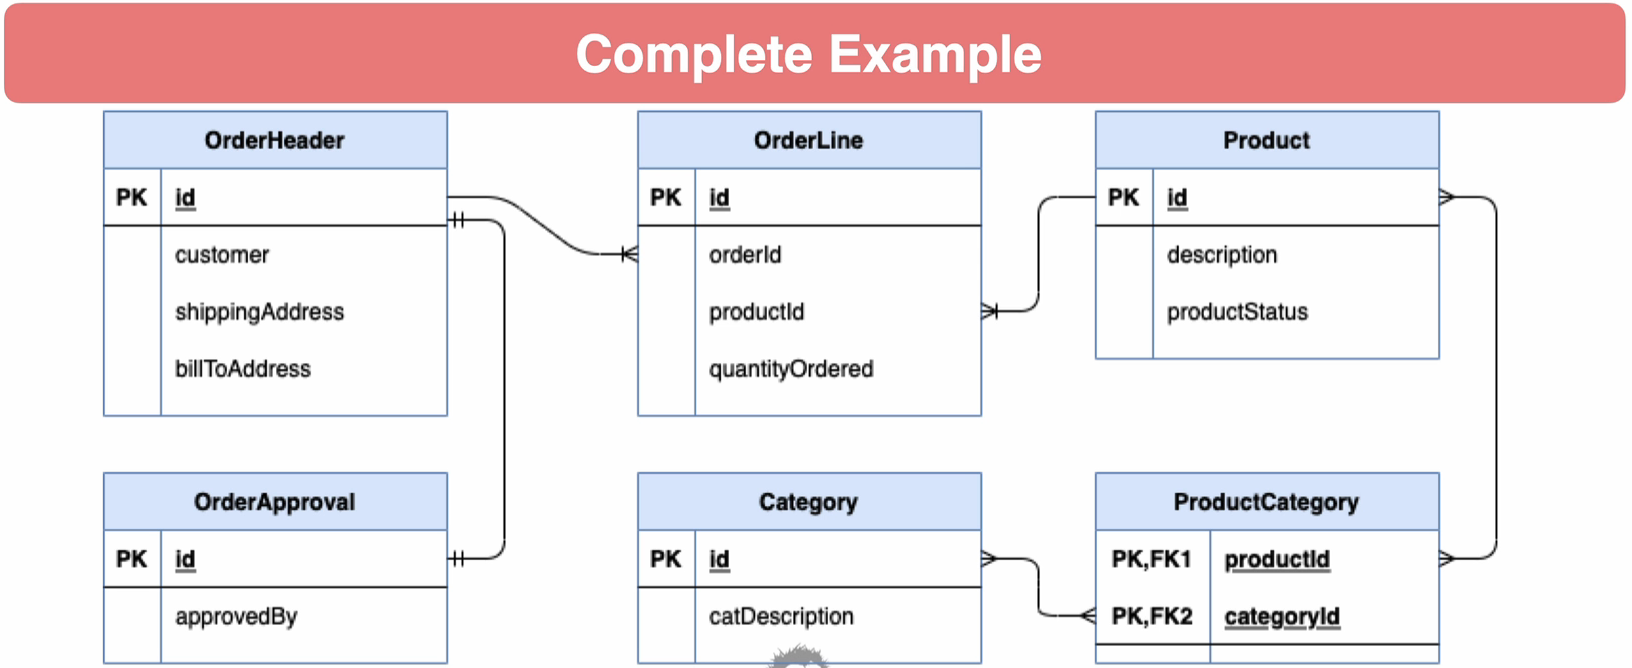 Complete Example
OrderHeader
PK id
customer
shippingAddress
billToAddress
OrderLine
PK id
orderId
productId
quantityOrdered
Product
PK id
description
productStatus
OrderApproval
PK id
approvedBy
Category
PK id
catDescription
ProductCategory
PK,FK1 productId
PK,FK2 categoryId